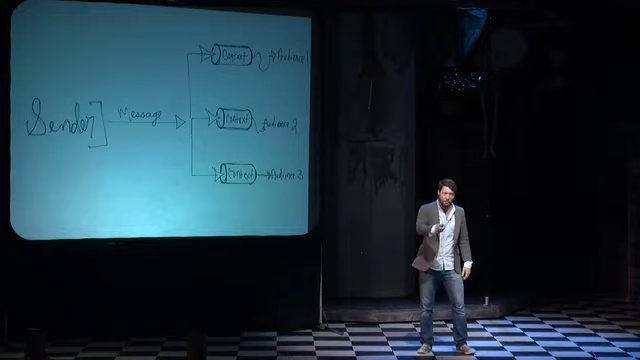 Sender
Message
Context
Audience 1
Context
Audience 2
Context
Audience 3